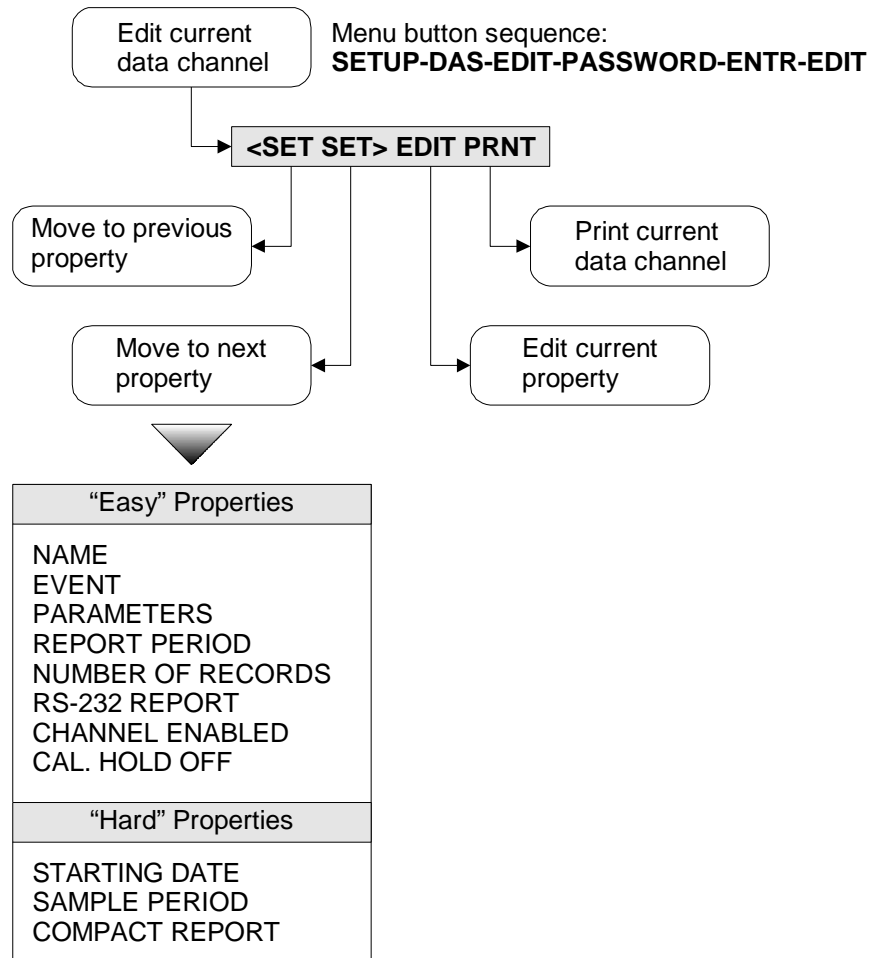 Edit current
data channel
Menu button sequence:
SETUP-DAS-EDIT-PASSWORD-ENTR-EDIT
<SET SET> EDIT PRNT
Move to previous
property
Print current
data channel
Move to next
property
Edit current
property
“Easy” Properties
NAME
EVENT
PARAMETERS
REPORT PERIOD
NUMBER OF RECORDS
RS-232 REPORT
CHANNEL ENABLED
CAL. HOLD OFF
“Hard” Properties
STARTING DATE
SAMPLE PERIOD
COMPACT REPORT